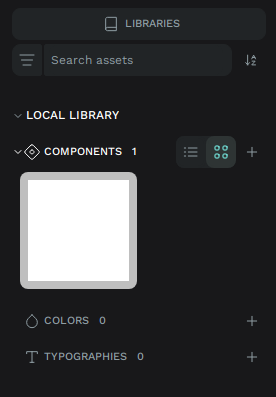 LIBRARIES
Search assets
LOCAL LIBRARY
COMPONENTS 1
COLORS 0
TYPOGRAPHIES 0